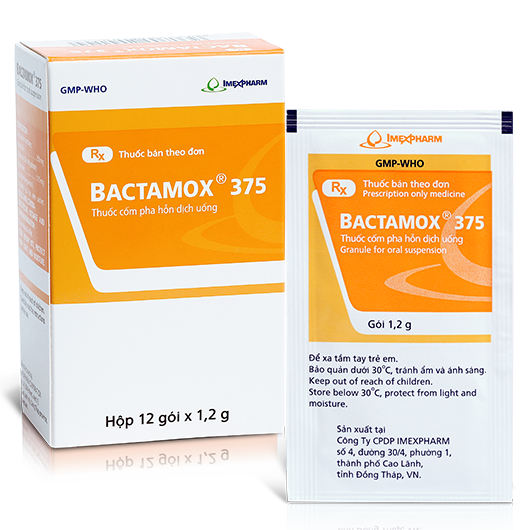 BACTAMOX® 375
IMEXPHARM
GMP-WHO
Rx Thuốc bán theo đơn
BACTAMOX® 375
Thuốc cốm pha hỗn dịch uống
Hộp 12 gói x 1,2 g
IMEXPHARM
GMP-WHO
Rx Thuốc bán theo đơn
Prescription only medicine
BACTAMOX® 375
Thuốc cốm pha hỗn dịch uống
Granule for oral suspension
Gói 1,2 g
Để xa tầm tay trẻ em.
Bảo quản dưới 30°C, tránh ẩm và ánh sáng.
Keep out of reach of children.
Store below 30°C, protect from light and
moisture.
Sản xuất tại
Công Ty CPDP IMEXPHARM
số 4, đường 30/4, phường 1,
thành phố Cao Lãnh,
tỉnh Đồng Tháp, VN.